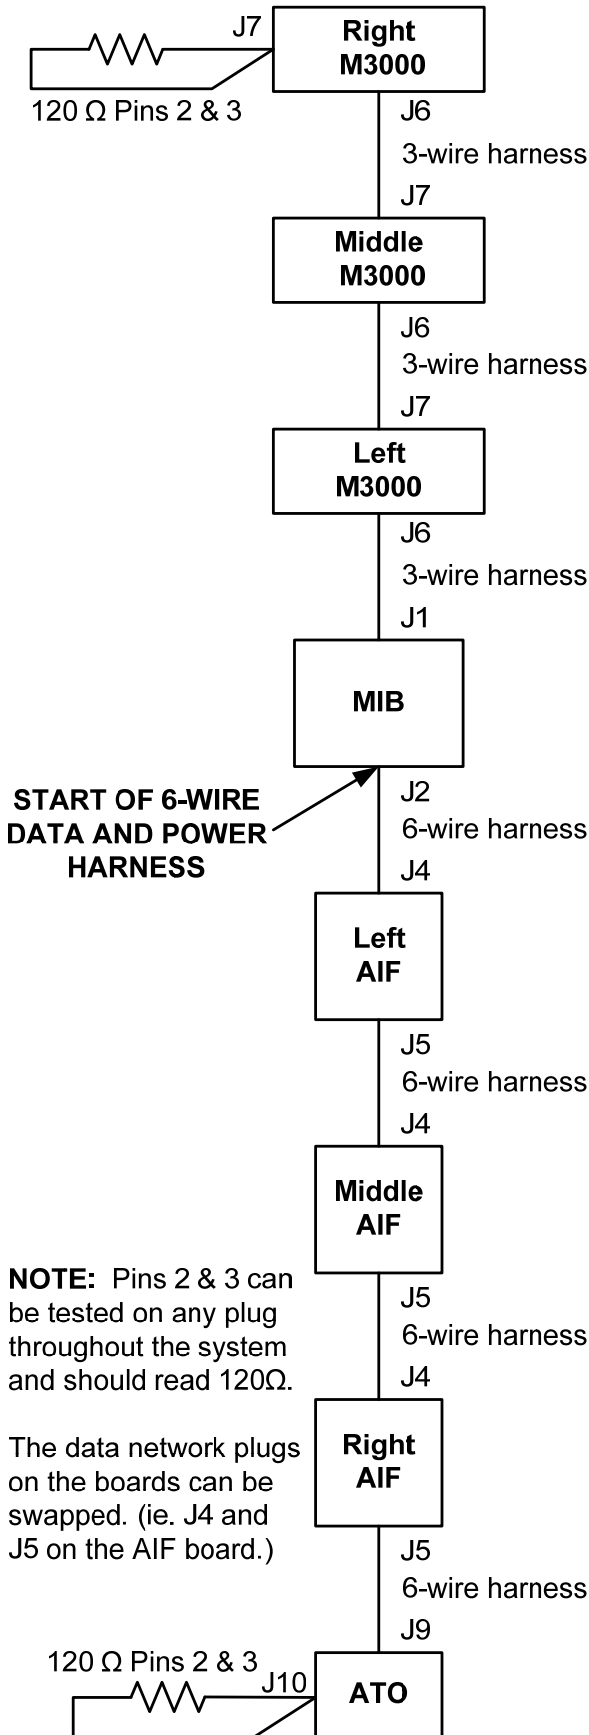 J7
Right
M3000
120 Ω Pins 2 & 3
J6
3-wire harness
J7
Middle
M3000
J6
3-wire harness
J7
Left
M3000
J6
3-wire harness
J1
MIB
START OF 6-WIRE
DATA AND POWER
HARNESS
J2
6-wire harness
J4
Left
AIF
J5
6-wire harness
J4
Middle
AIF
NOTE: Pins 2 & 3 can
be tested on any plug
throughout the system
and should read 120Ω.
J5
6-wire harness
J4
The data network plugs
on the boards can be
swapped. (ie. J4 and
J5 on the AIF board.)
Right
AIF
J5
6-wire harness
J9
120 Ω Pins 2 & 3
J10
ATO